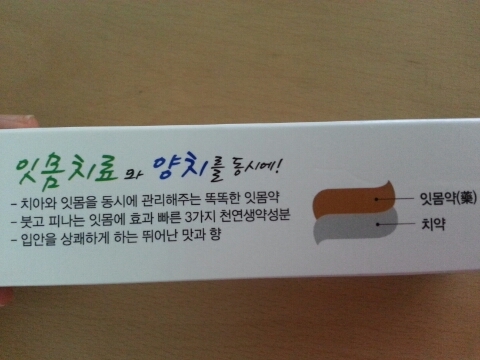 잇몸치료와 양치를 동시에!
- 치아와 잇몸을 동시에 관리해주는 똑똑한 잇몸약
- 붓고 피나는 잇몸에 효과 빠른 3가지 천연생약성분
- 입안을 상쾌하게 하는 뛰어난 맛과 향
잇몸약(藥)
치약